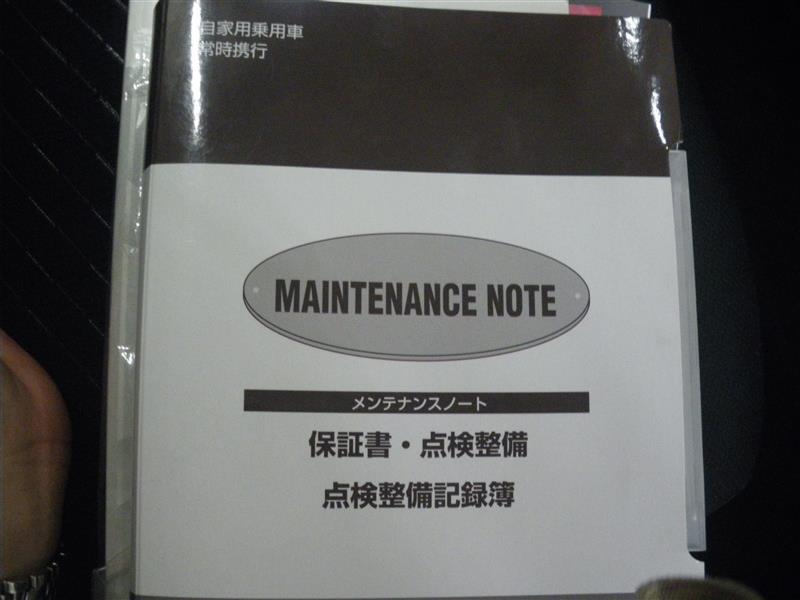 自家用乗用車
常時携行
MAINTENANCE NOTE
メンテナンスノート
保証書・点検整備
点検整備記録簿